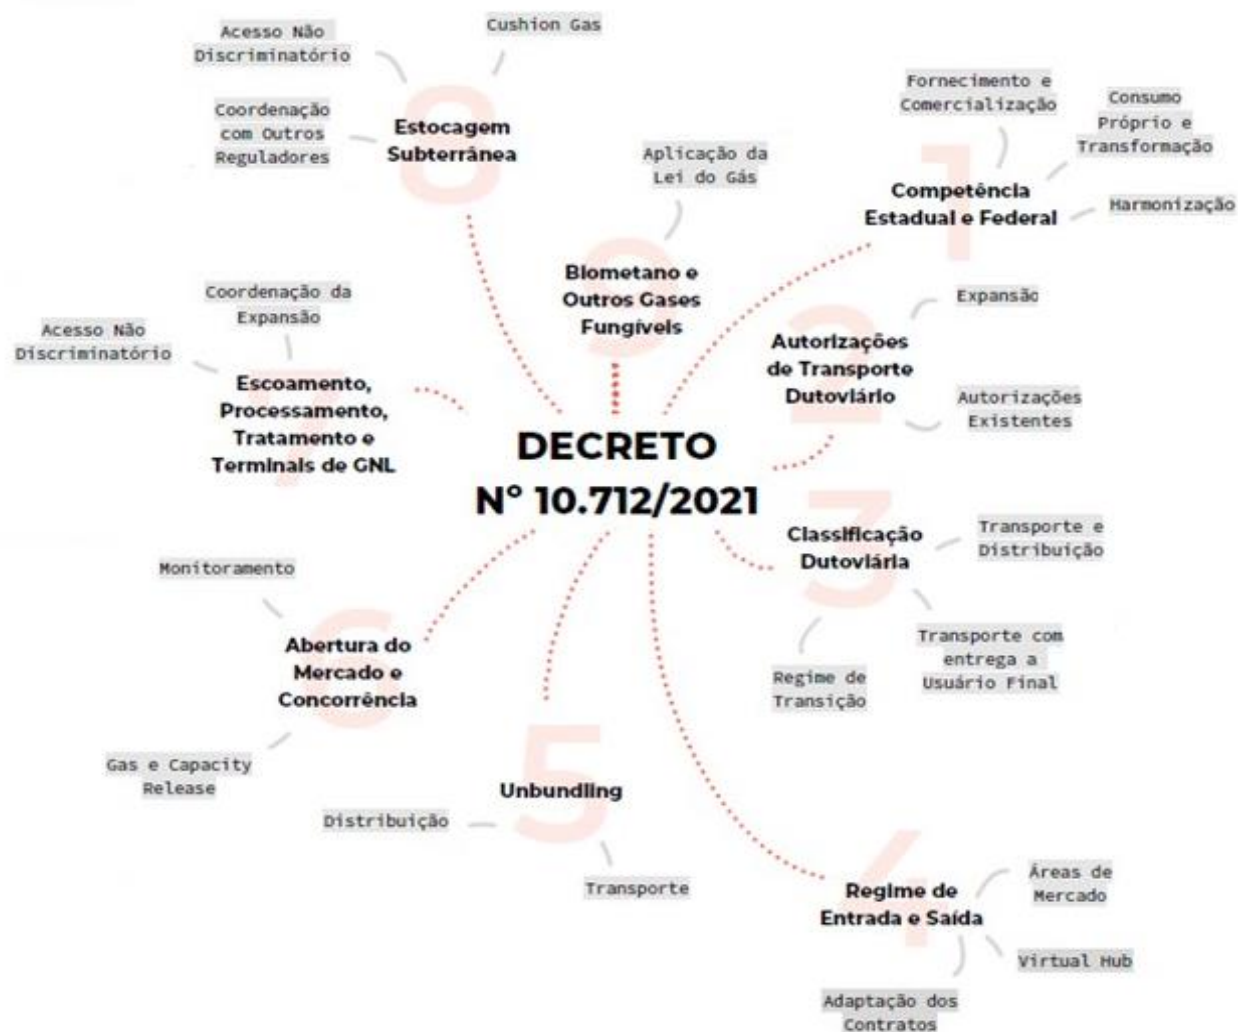 DECRETO
Nº 10.712/2021
1
Competência
Estadual e Federal
Fornecimento e
Comercialização
Consumo
Próprio e
Transformação
Harmonização
2
Autorizações
de Transporte
Dutoviário
Expansão
Autorizações
Existentes
3
Classificação
Dutoviária
Transporte e
Distribuição
Transporte com
entrega a
Usuário Final
Regime de
Transição
4
Regime de
Entrada e Saída
Áreas de
Mercado
Virtual Hub
Adaptação dos
Contratos
5
Unbundling
Distribuição
Transporte
6
Abertura do
Mercado e
Concorrência
Monitoramento
Gas e Capacity
Release
7
Escoamento,
Processamento,
Tratamento e
Terminais de GNL
Coordenação da
Expansão
Acesso Não
Discriminatório
8
Estocagem
Subterrânea
Acesso Não
Discriminatório
Cushion Gas
Coordenação
com Outros
Reguladores
9
Biometano e
Outros Gases
Fungíveis
Aplicação da
Lei do Gás